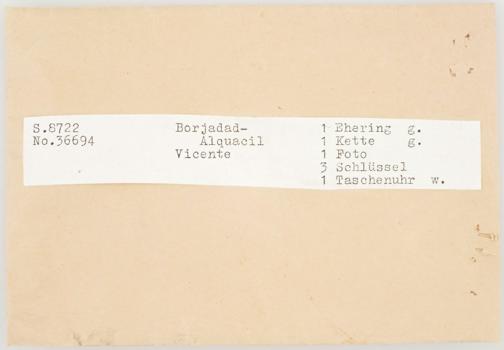 S.8722 Borjadad- 1 Ehering g.
No.36694 Alquacil 1 Kette g.
Vicente 1 Foto
3 Schlüssel
1 Taschenuhr w.